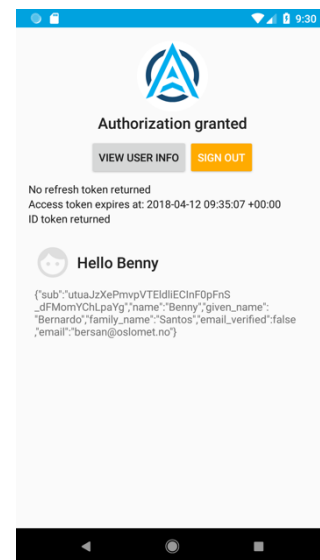 9:30
Authorization granted
VIEW USER INFO SIGN OUT
No refresh token returned
Access token expires at: 2018-04-12 09:35:07 +00:00
ID token returned
Hello Benny
{"sub":"utuaJzXePmvpVTEldliECInF0pFnS
_dFMomYChLpaYg","name":"Benny","given_name":
"Bernardo","family_name":"Santos","email_verified":false
,"email":"bersan@oslomet.no"}